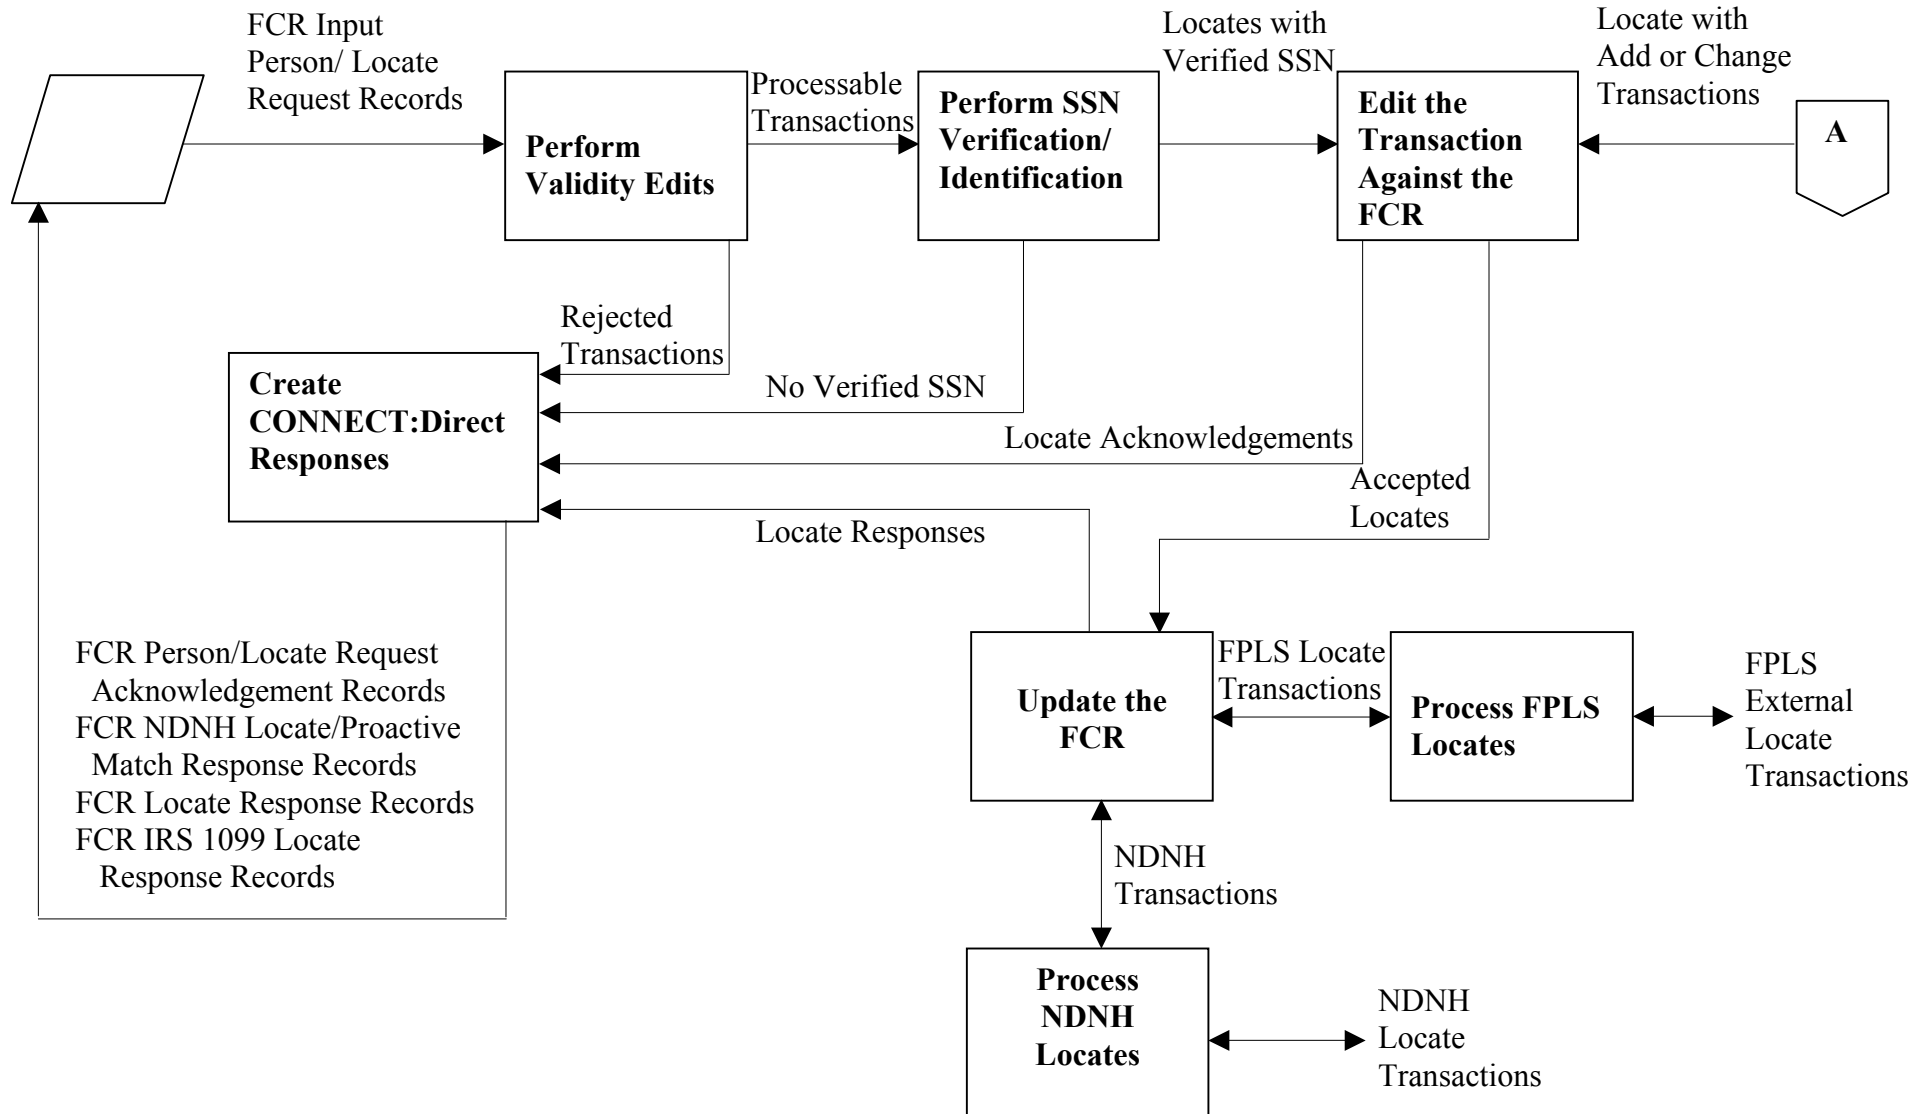 FCR Input
Person/ Locate
Request Records
Locates with
Verified SSN
Locate with
Add or Change
Transactions
Processable
Transactions
Perform
Validity Edits
Perform SSN
Verification/
Identification
Edit the
Transaction
Against the
FCR
A
Rejected
Transactions
No Verified SSN
Locate Acknowledgements
Create
CONNECT:Direct
Responses
Accepted
Locates
Locate Responses
FCR Person/Locate Request
Acknowledgement Records
FCR NDNH Locate/Proactive
Match Response Records
FCR Locate Response Records
FCR IRS 1099 Locate
Response Records
Update the
FCR
FPLS Locate
Transactions
Process FPLS
Locates
FPLS
External
Locate
Transactions
NDNH
Transactions
Process
NDNH
Locates
NDNH
Locate
Transactions